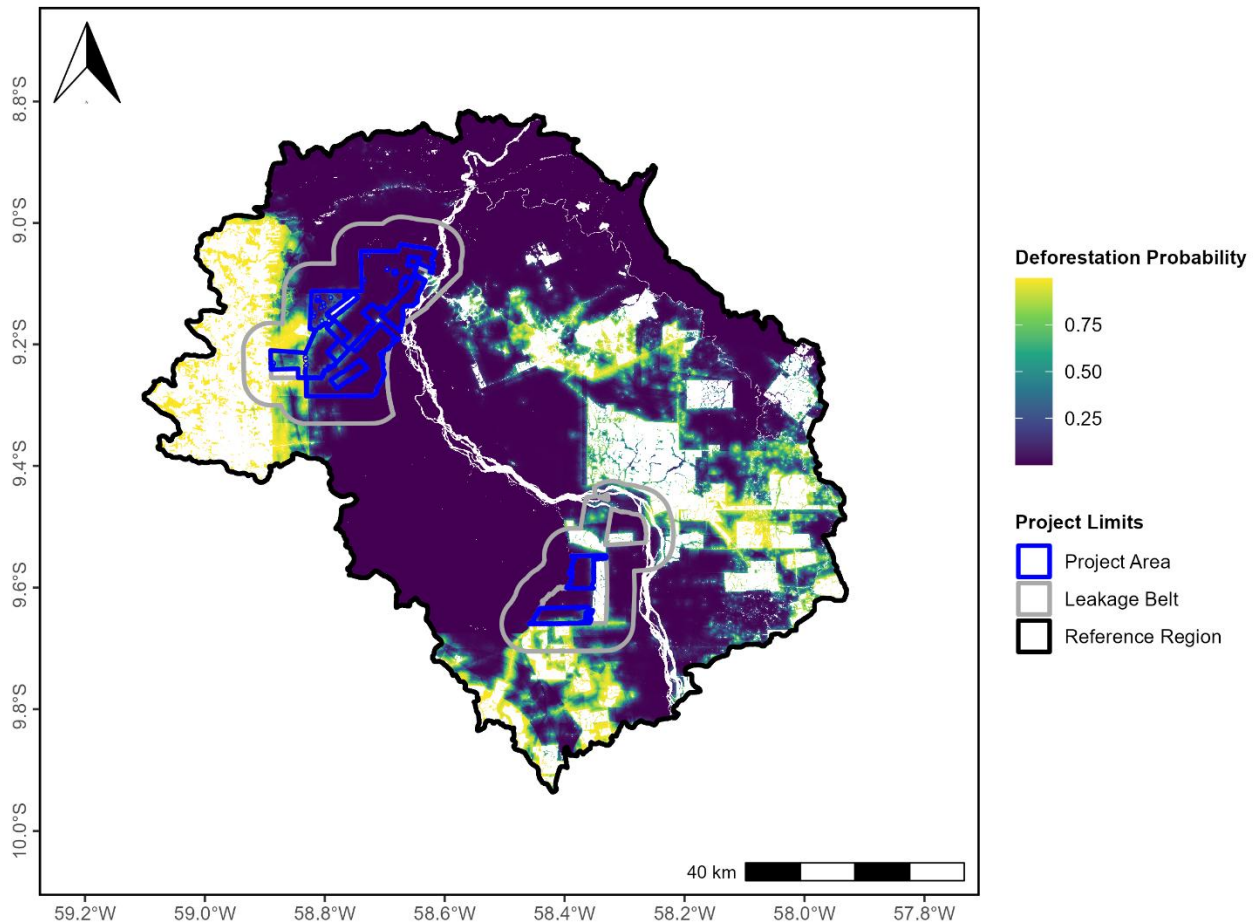 8.8°S
9.0°S
9.2°S
9.4°S
9.6°S
9.8°S
10.0°S
59.2°W
59.0°W
58.8°W
58.6°W
58.4°W
58.2°W
58.0°W
57.8°W
40 km
Deforestation Probability
0.75
0.50
0.25
Project Limits
Project Area
Leakage Belt
Reference Region